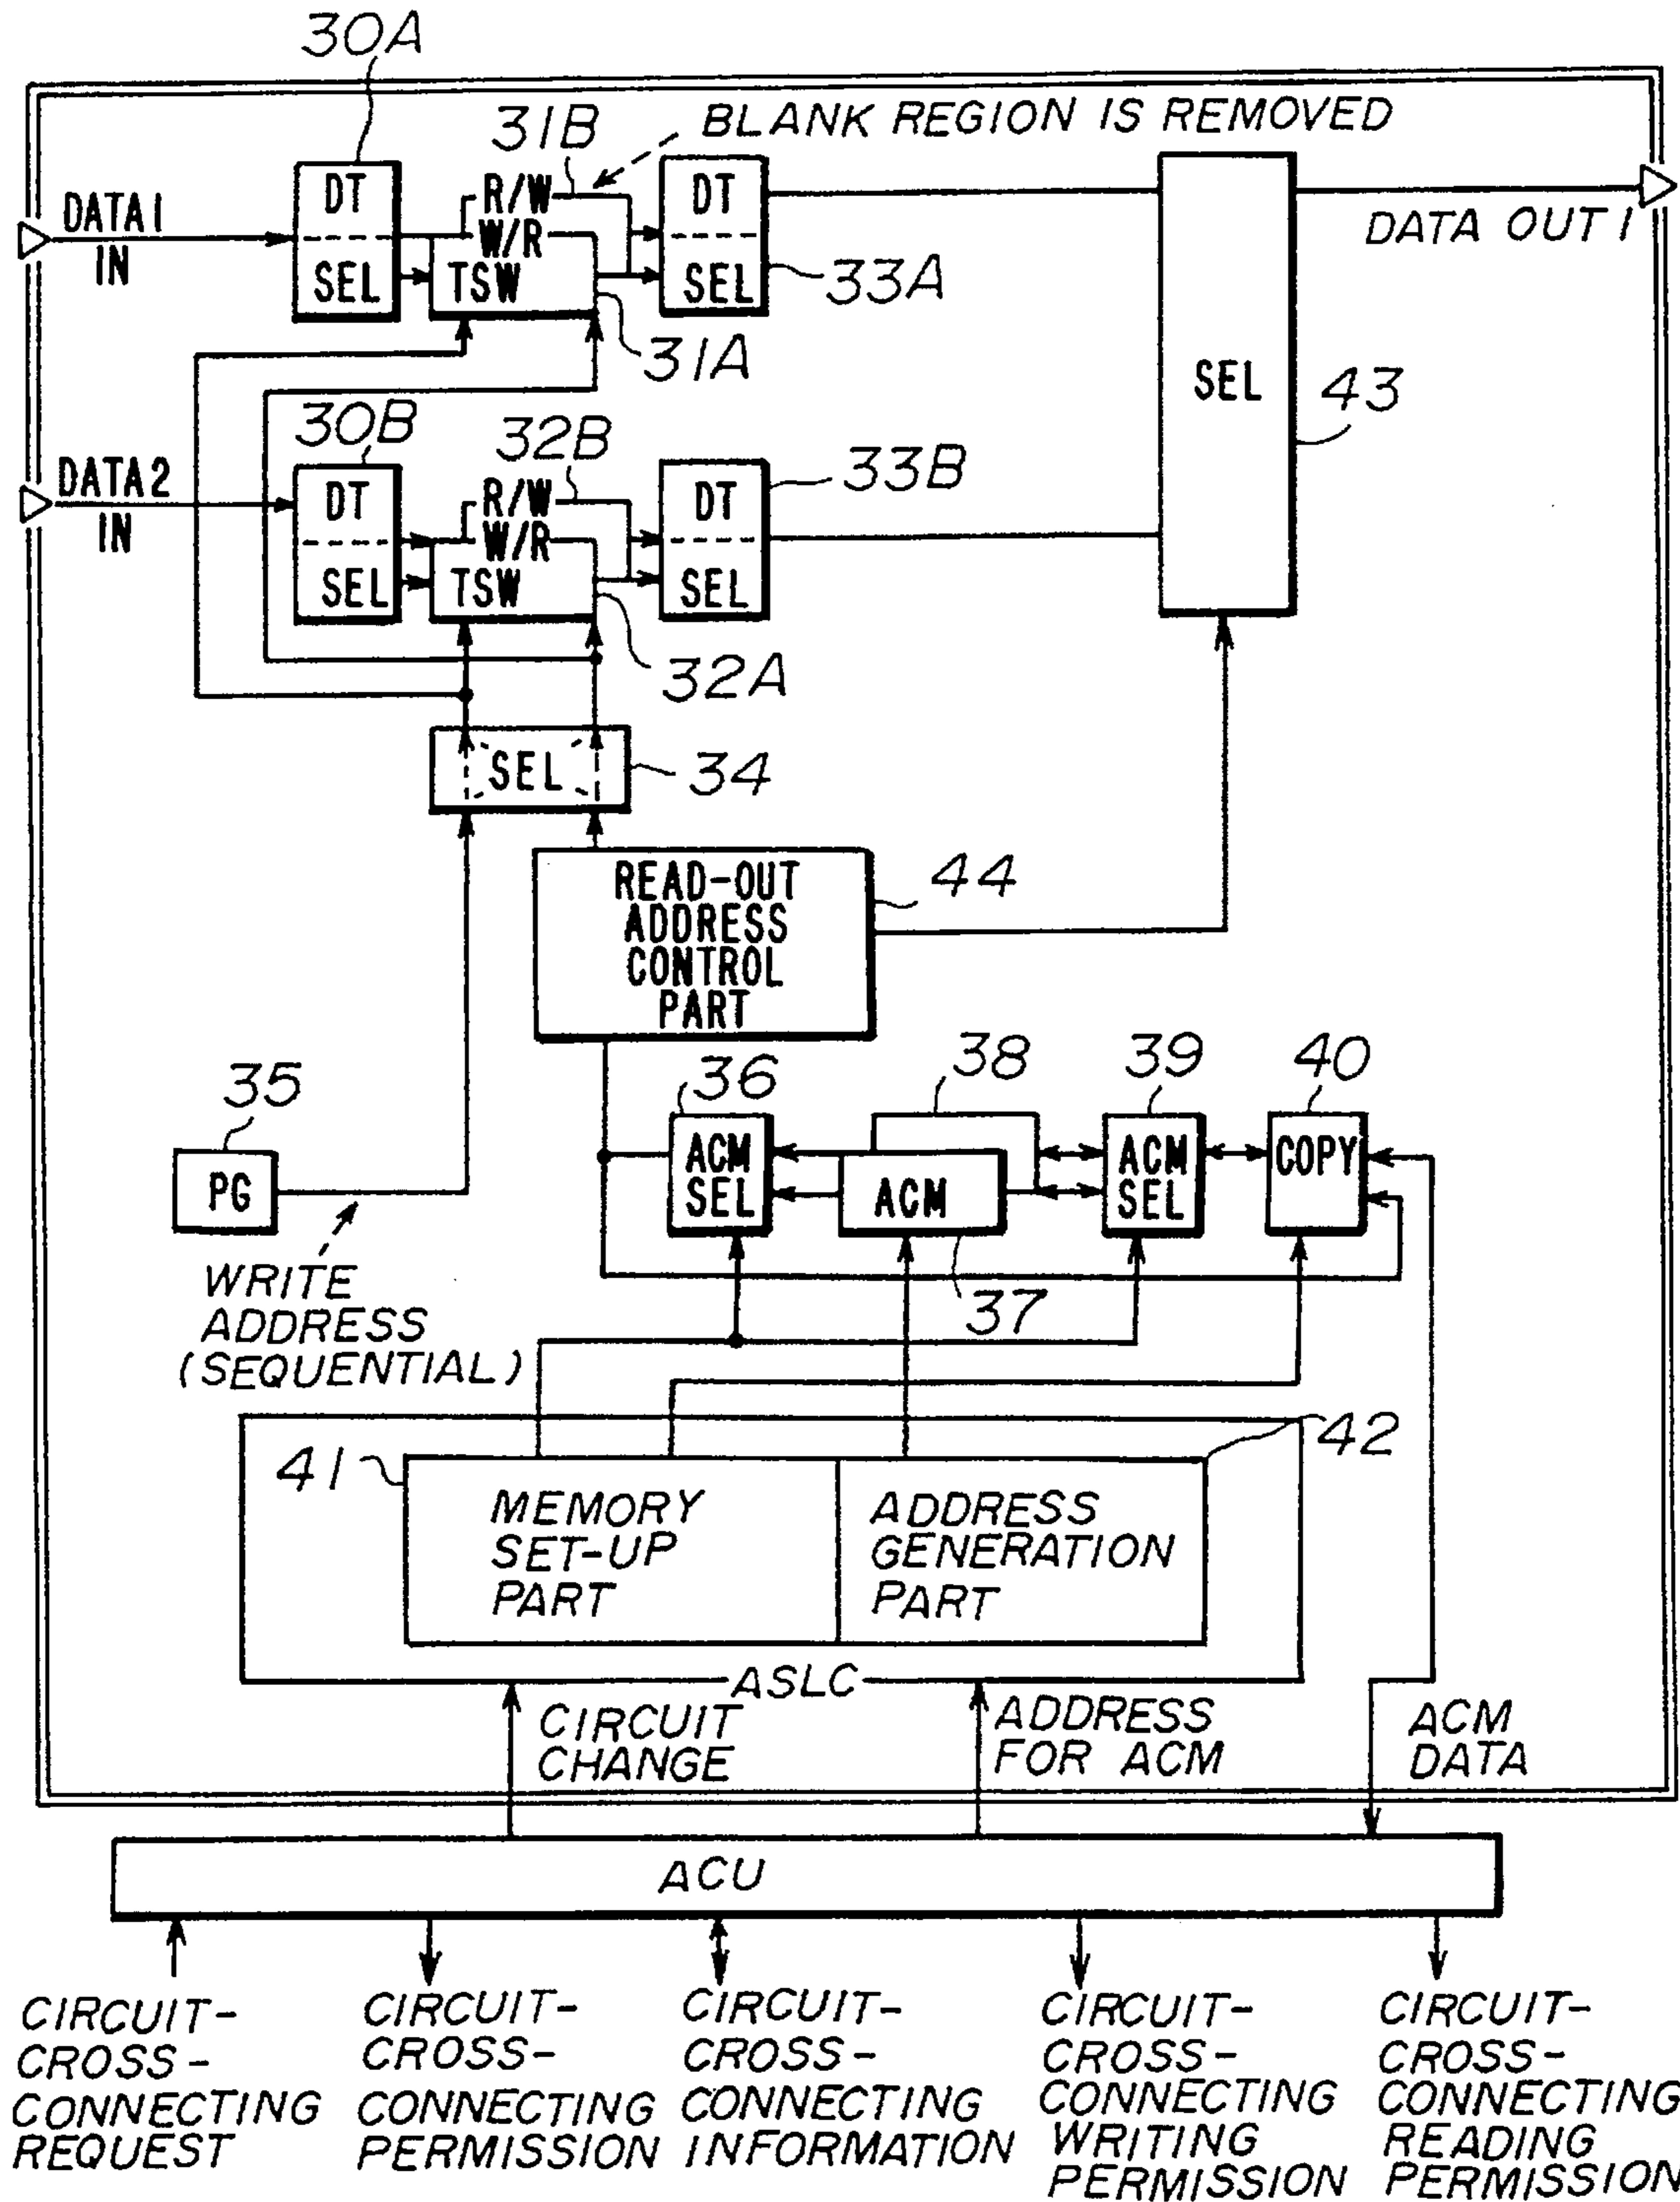 30A
31B
BLANK REGION IS REMOVED
DATA1
IN
DT
SEL
R/W
W/R
TSW
DT
SEL
33A
31A
SEL
43
DATA OUT 1
30B
32B
33B
DATA2
IN
DT
SEL
R/W
W/R
TSW
DT
SEL
32A
SEL
34
READ-OUT
ADDRESS
CONTROL
PART
44
35
PG
WRITE
ADDRESS
(SEQUENTIAL)
36
38
39
40
ACM
SEL
ACM
ACM
SEL
COPY
37
41
42
MEMORY
SET-UP
PART
ADDRESS
GENERATION
PART
ASLC
CIRCUIT
CHANGE
ADDRESS
FOR ACM
ACM
DATA
ACU
CIRCUIT-
CROSS-
CONNECTING
REQUEST
CIRCUIT-
CROSS-
CONNECTING
PERMISSION
CIRCUIT-
CROSS-
CONNECTING
INFORMATION
CIRCUIT-
CROSS-
CONNECTING
WRITING
PERMISSION
CIRCUIT-
CROSS-
CONNECTING
READING
PERMISSION